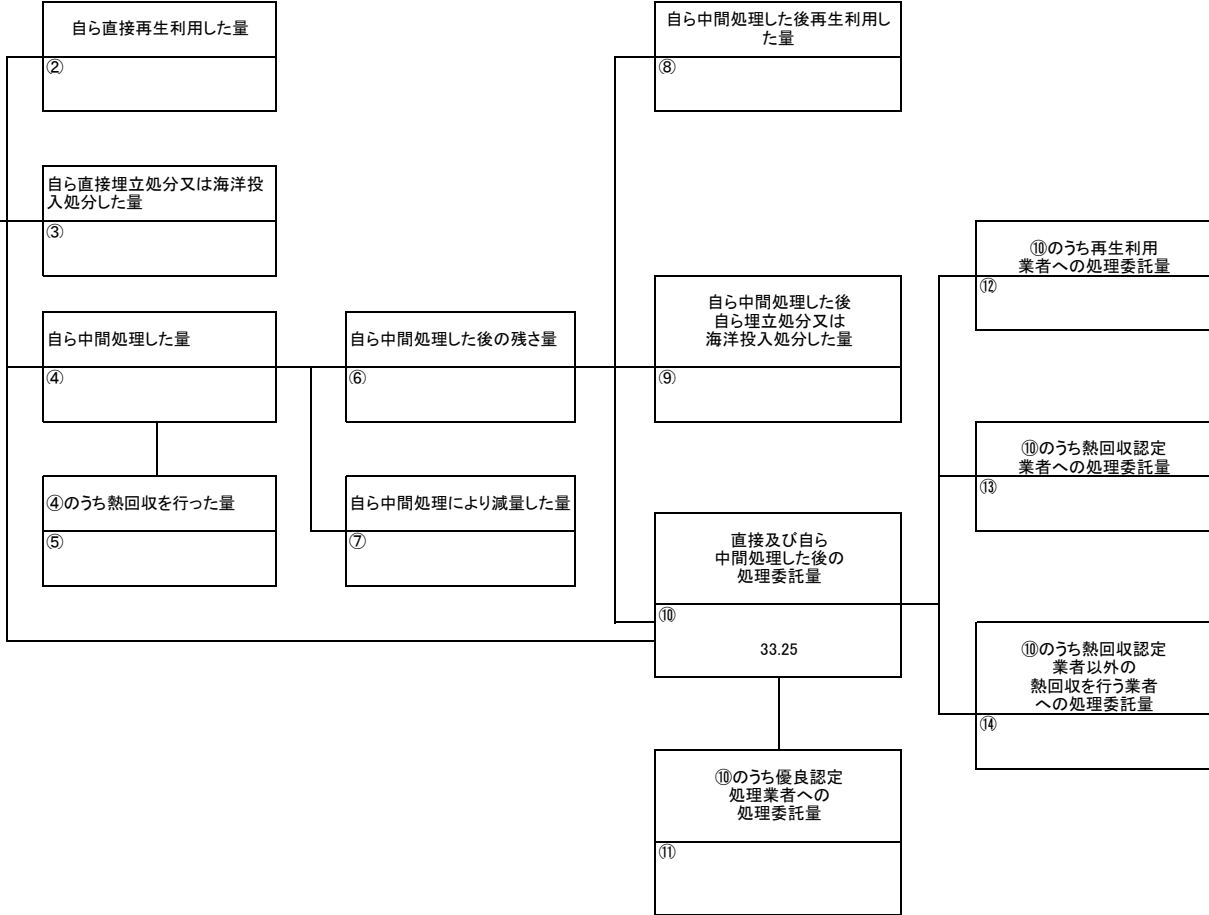 自ら直接再生利用した量
②
自ら中間処理した後再生利用し
た量
⑧
自ら直接埋立処分又は海洋投
入処分した量
③
⑩のうち再生利用
業者への処理委託量
⑫
自ら中間処理した量
④
自ら中間処理した後の残さ量
⑥
自ら中間処理した後
自ら埋立処分又は
海洋投入処分した量
⑨
⑩のうち熱回収認定
業者への処理委託量
⑬
④のうち熱回収を行った量
⑤
自ら中間処理により減量した量
⑦
直接及び自ら
中間処理した後の
処理委託量
⑩
33.25
⑩のうち熱回収認定
業者以外の
熱回収を行う業者
への処理委託量
⑭
⑩のうち優良認定
処理業者への
処理委託量
⑪